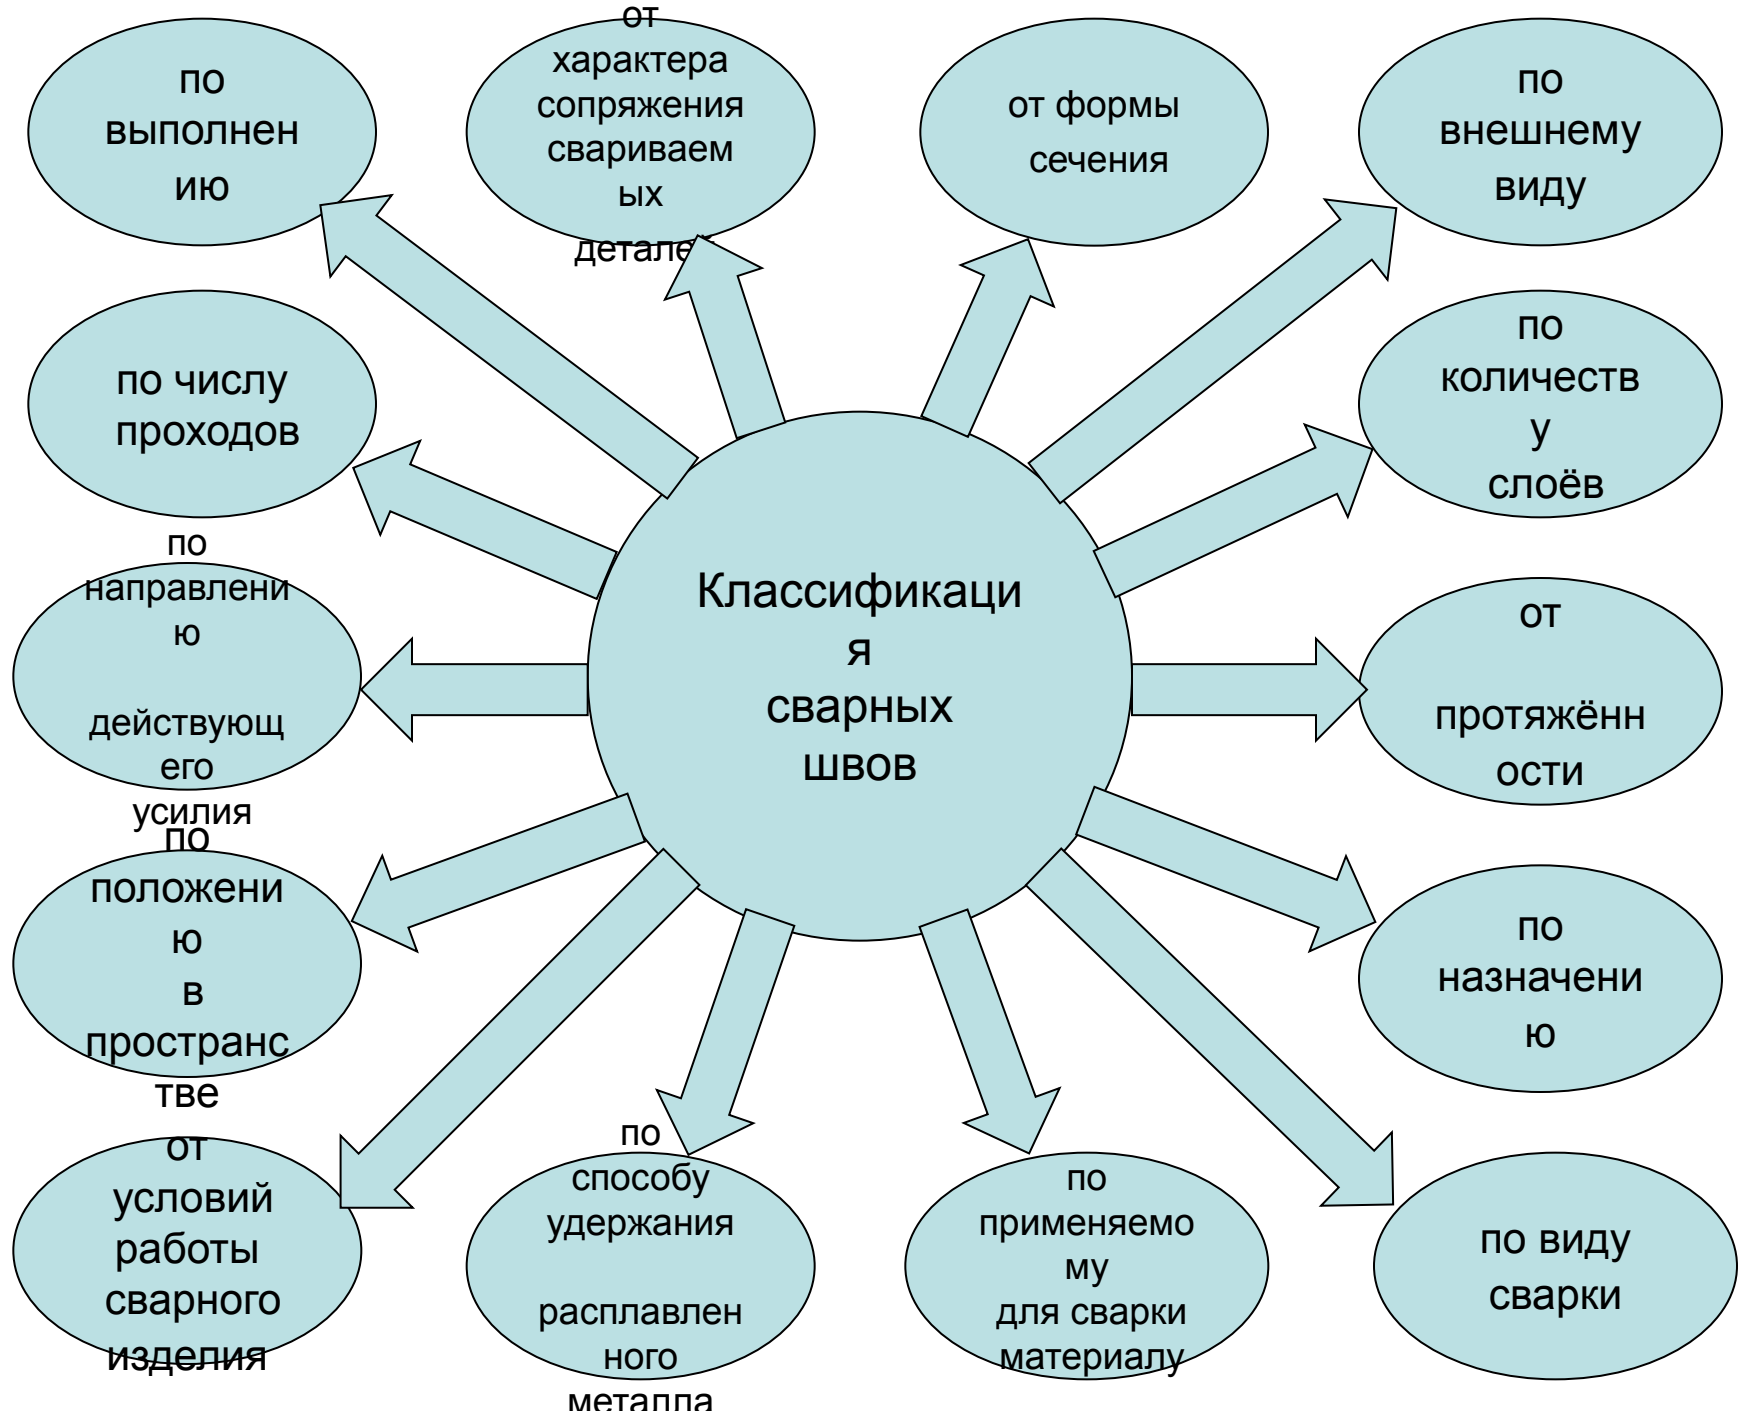 по
выполнен
ию
от
характера
сопряжения
свариваем
ых
детале
от формы
сечения
по
внешнему
виду
по числу
проходов
по
количеств
у
слоёв
по
направлени
ю
действующ
его
усилия
Классификаци
я
сварных
швов
от
протяжённ
ости
по
положени
ю
в
пространс
тве
по
назначени
ю
от
условий
работы
сварного
изделия
по
способу
удержания
расплавлен
ного
металла
по
применяемо
му
для сварки
материалу
по виду
сварки